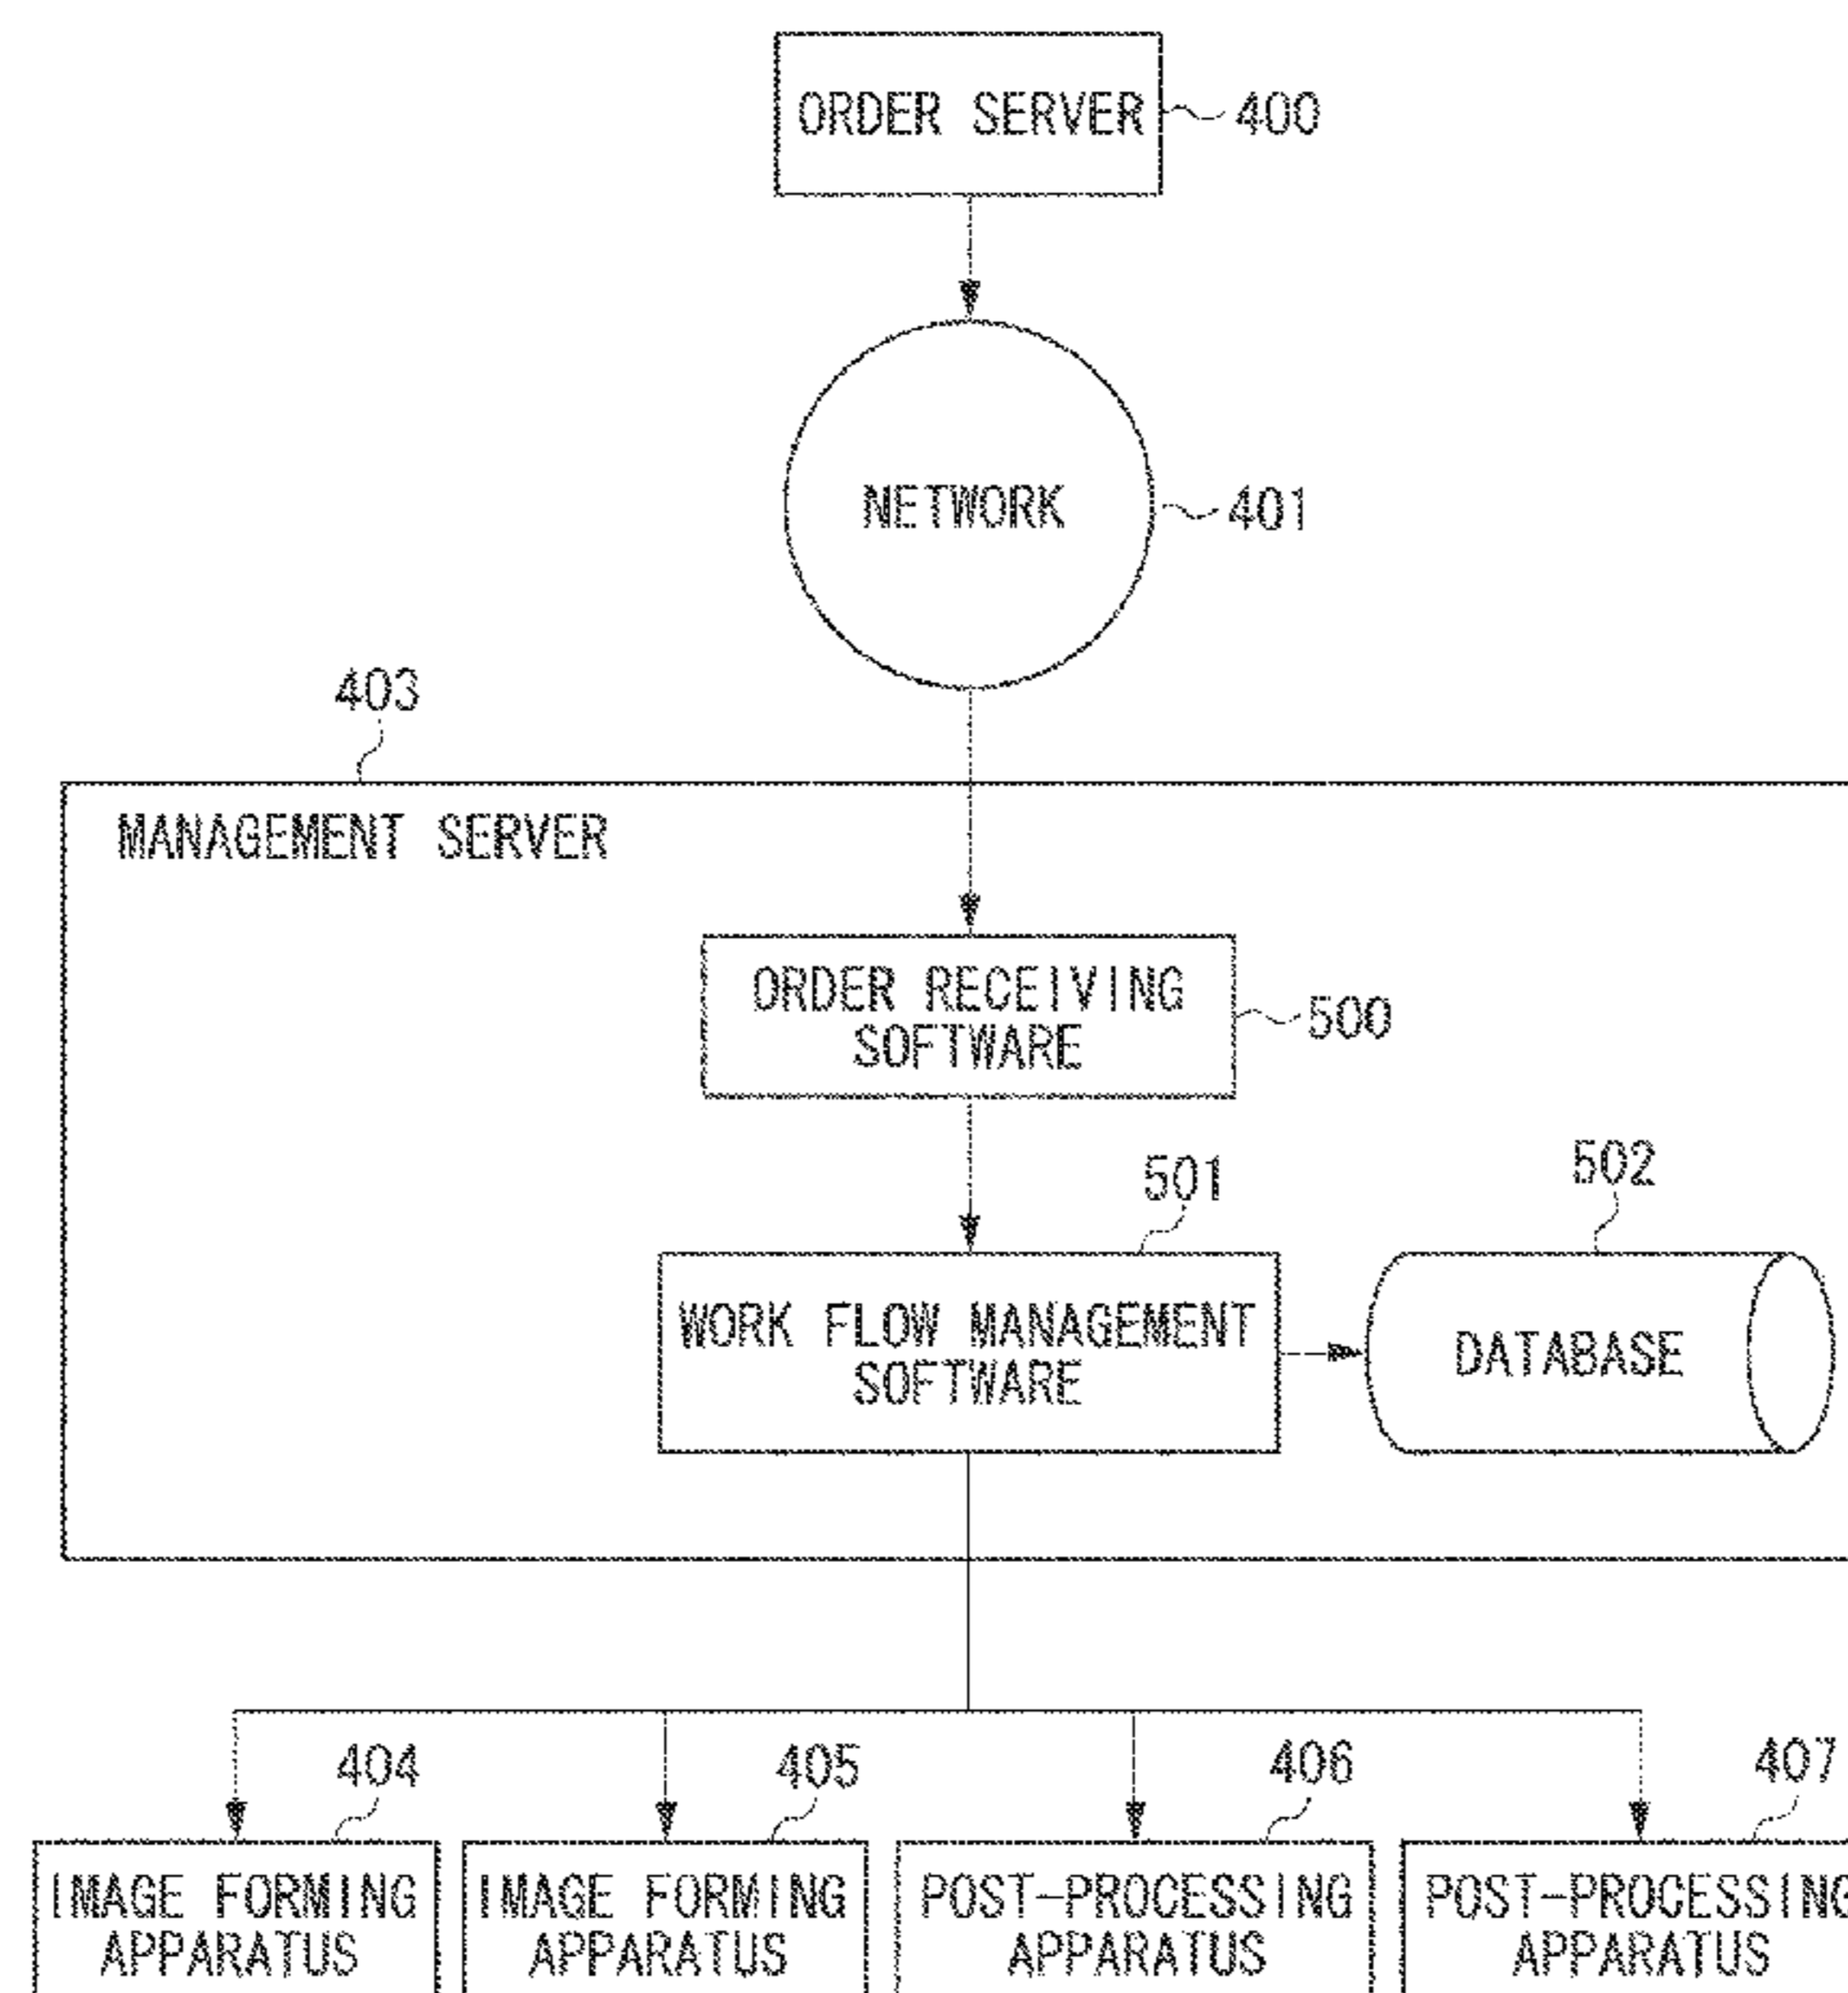 ORDER SERVER
400
NETWORK
401
403
MANAGEMENT SERVER
ORDER RECEIVING
SOFTWARE
500
501
502
WORK FLOW MANAGEMENT
SOFTWARE
DATABASE
404
405
406
407
IMAGE FORMING
APPARATUS
IMAGE FORMING
APPARATUS
POST-PROCESSING
APPARATUS
POST-PROCESSING
APPARATUS